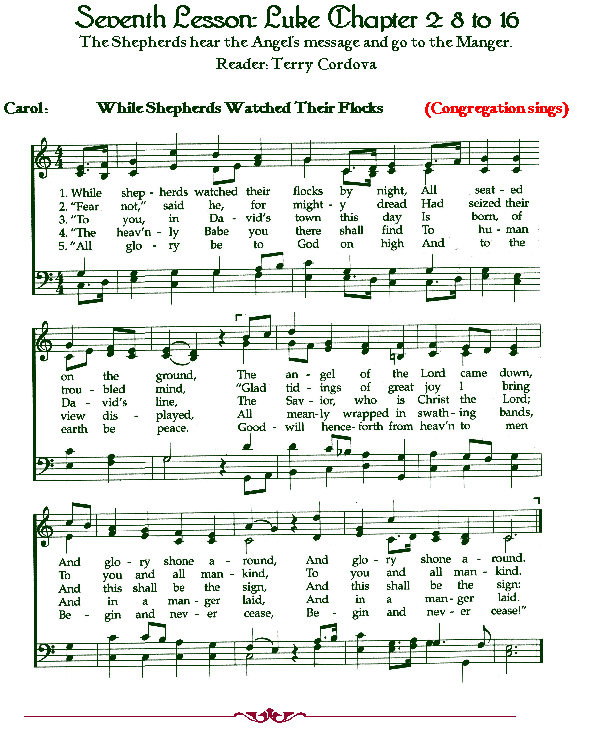 Seventh Lesson: Luke Chapter 2: 8 to 16
The Shepherds hear the Angel's message and go to the Manger.
Reader: Terry Cordova
Carol: While Shepherds Watched Their Flocks (Congregation sings)
1. While shep - herds watched their flocks by night, All seat - ed
2. "Fear not," said he, for might - y dread Had seized their
3. "To you, in Da - vid's town this day Is born, of
4. "The heav'n - ly Babe you there shall find To hu - man
5. "All glo - ry be to God on high And to the
on the ground, The an - gel of the Lord came down,
trou - bled mind, "Glad tid - ings of great joy I bring
Da - vid's line, The Sav - ior, who is Christ the Lord;
view dis - played, All mean-ly wrapped in swath - ing bands,
earth be peace. Good - will hence-forth from heav'n to men
And glo - ry shone a - round, And glo - ry shone a - round.
To you and all man - kind, To you and all man - kind.
And this shall be the sign, And this shall be the sign:
And in a man - ger laid, And in a man - ger laid.
Be - gin and nev - er cease, Be - gin and nev - er cease!"